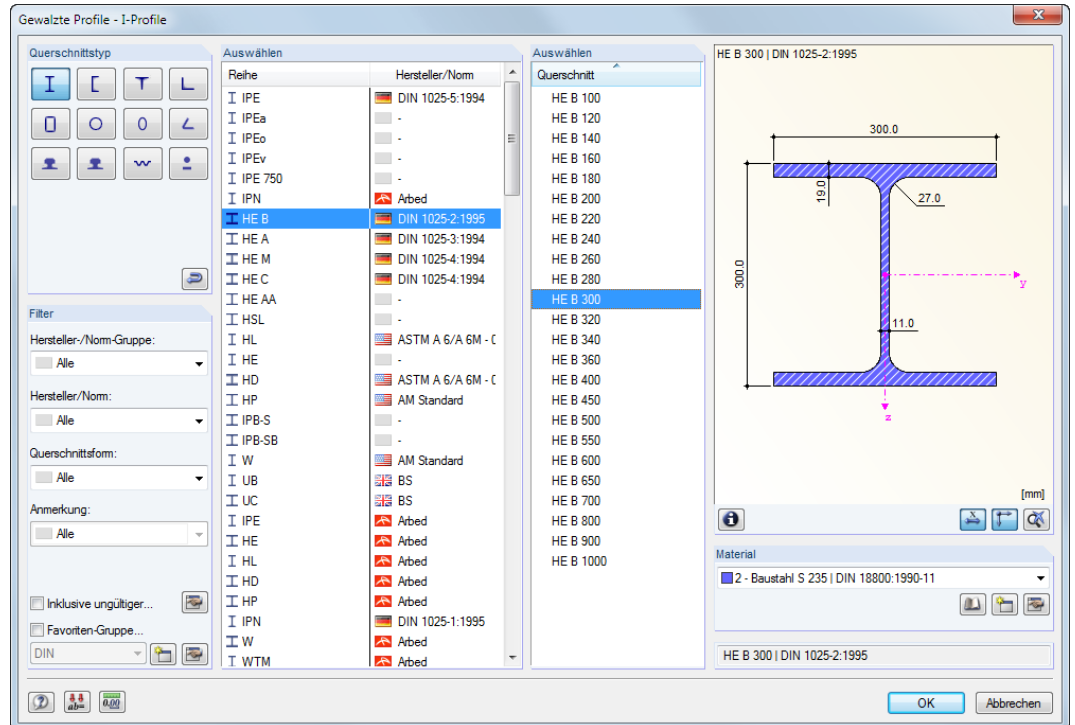 Gewalzte Profile - I-Profile
Querschnittstyp
Filter
Hersteller-/Norm-Gruppe:
Alle
Hersteller/Norm:
Alle
Querschnittsform:
Alle
Anmerkung:
Alle
Inklusive ungültiger...
Favoriten-Gruppe...
DIN
Auswählen
Reihe Hersteller/Norm
IPE DIN 1025-5:1994
IPEa -
IPEo -
IPEv -
IPE 750 -
IPN Arbed
HE B DIN 1025-2:1995
HE A DIN 1025-3:1994
HE M DIN 1025-4:1994
HE C DIN 1025-4:1994
HE AA -
HSL -
HL ASTM A 6/A 6M - 0
HE -
HD ASTM A 6/A 6M - 0
HP AM Standard
IPB-S -
IPB-SB -
W AM Standard
UB BS
UC BS
IPE Arbed
HE Arbed
HL Arbed
HD Arbed
HP Arbed
IPN DIN 1025-1:1995
W Arbed
WTM Arbed
Auswählen
Querschnitt
HE B 100
HE B 120
HE B 140
HE B 160
HE B 180
HE B 200
HE B 220
HE B 240
HE B 260
HE B 280
HE B 300
HE B 320
HE B 340
HE B 360
HE B 400
HE B 450
HE B 500
HE B 550
HE B 600
HE B 650
HE B 700
HE B 800
HE B 900
HE B 1000
HE B 300 | DIN 1025-2:1995
300.0
19.0
27.0
300.0
y
11.0
z
[mm]
Material
2 - Baustahl S 235 | DIN 18800:1990-11
HE B 300 | DIN 1025-2:1995
0.00
OK
Abbrechen